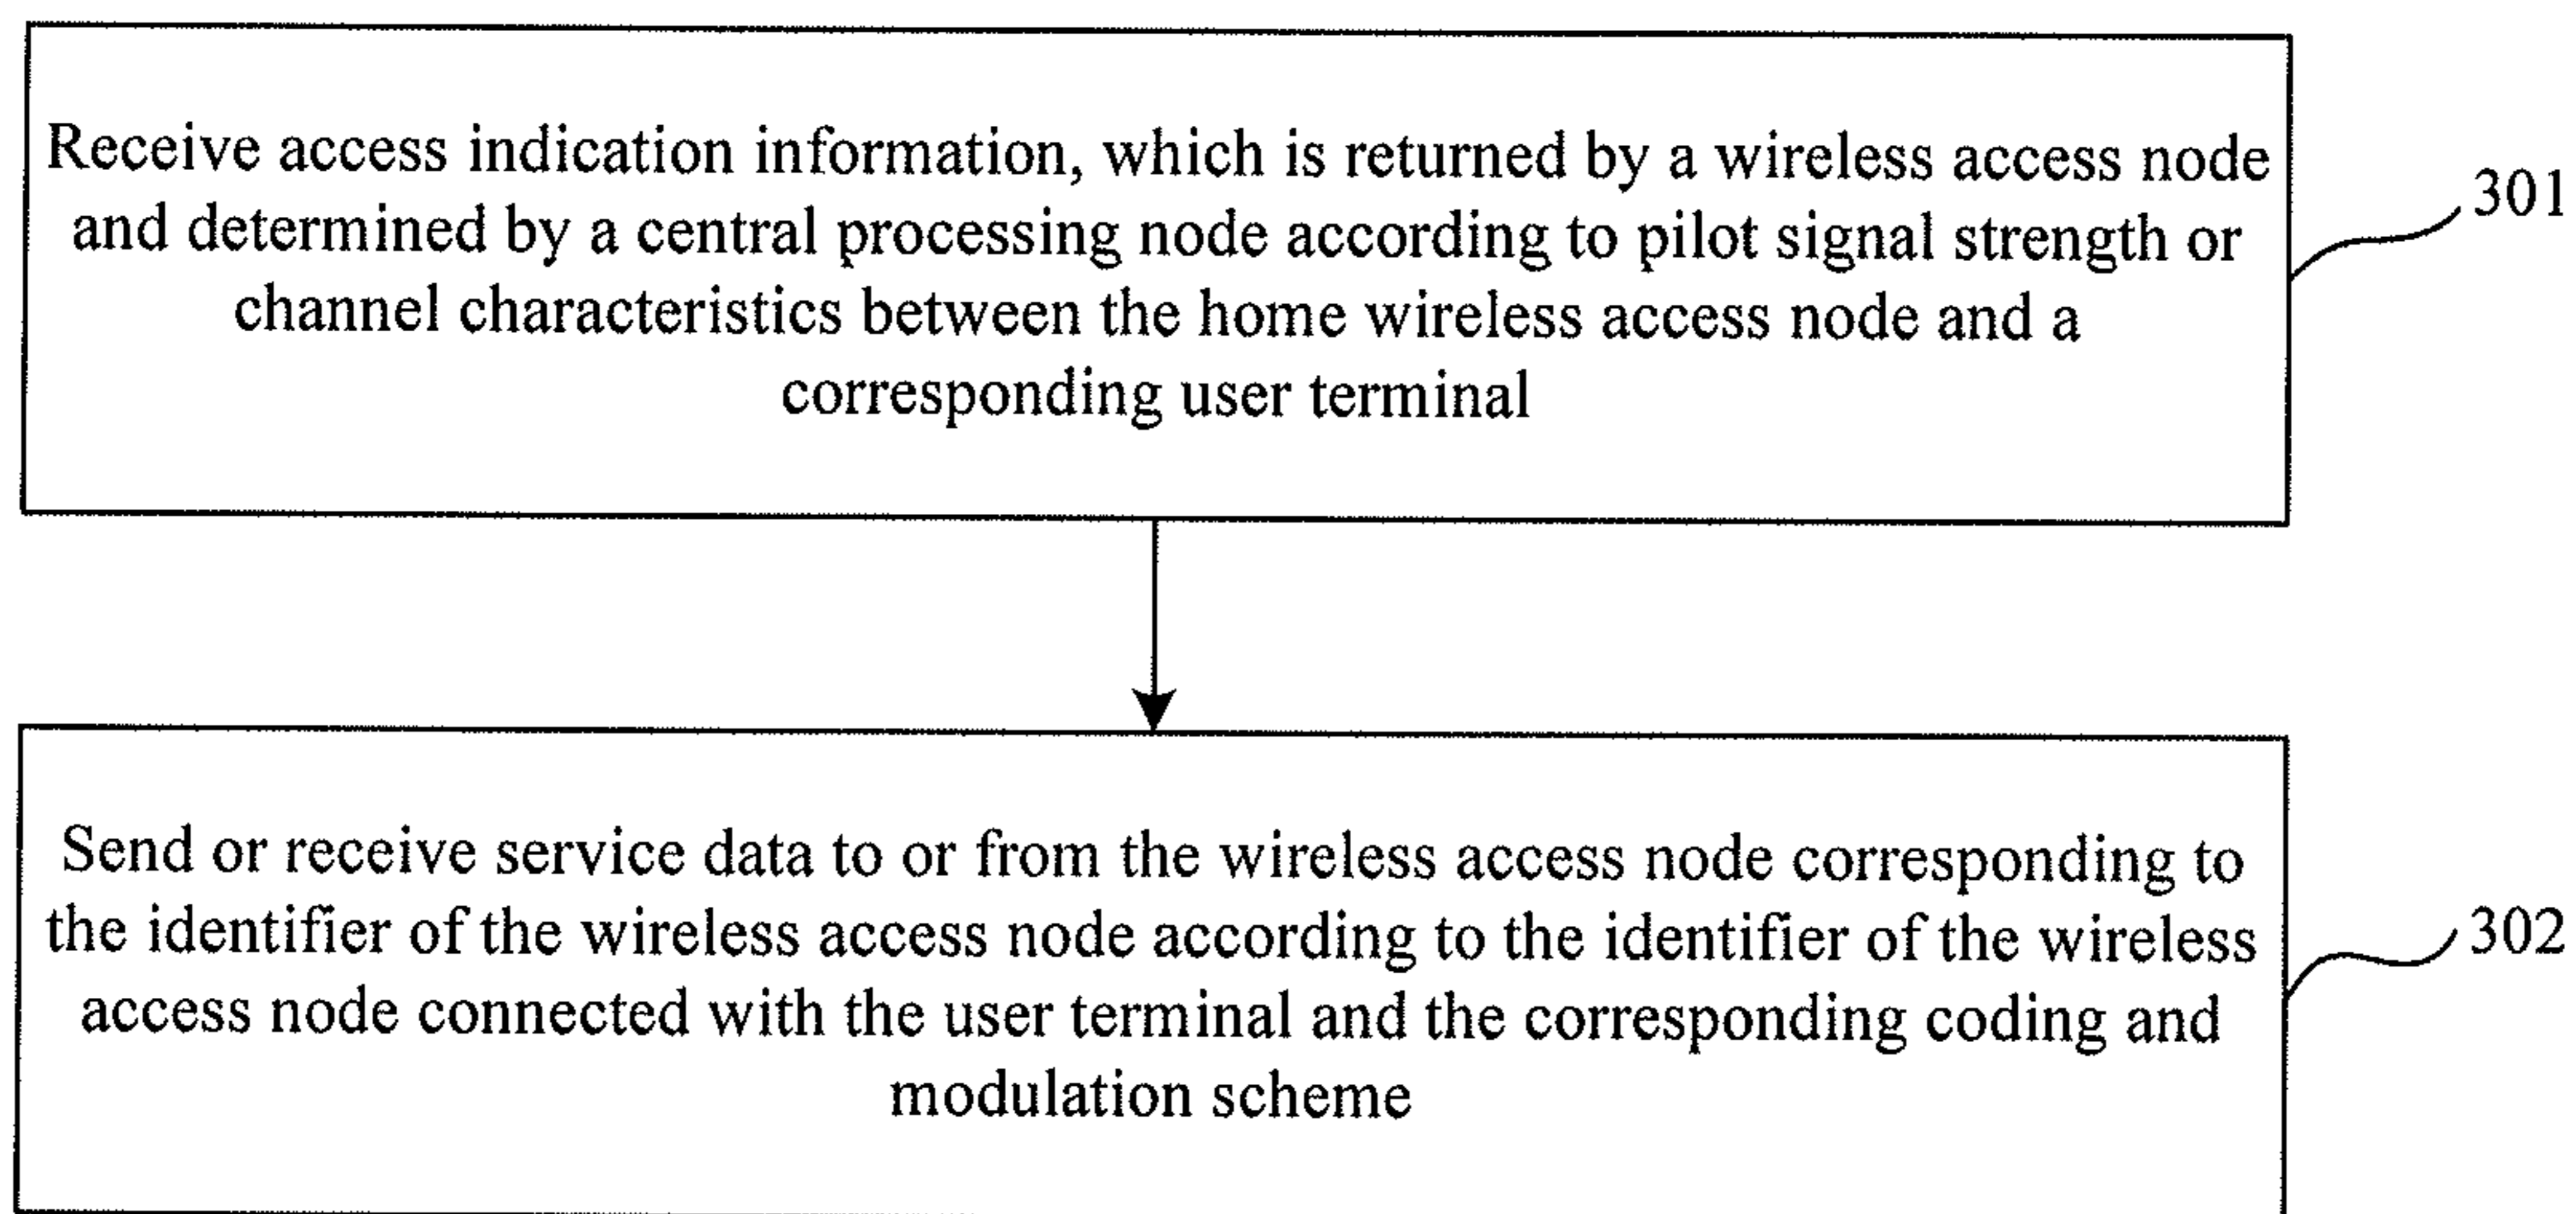 Receive access indication information, which is returned by a wireless access node
and determined by a central processing node according to pilot signal strength or
channel characteristics between the home wireless access node and a
corresponding user terminal
301
Send or receive service data to or from the wireless access node corresponding to
the identifier of the wireless access node according to the identifier of the wireless
access node connected with the user terminal and the corresponding coding and
modulation scheme
302